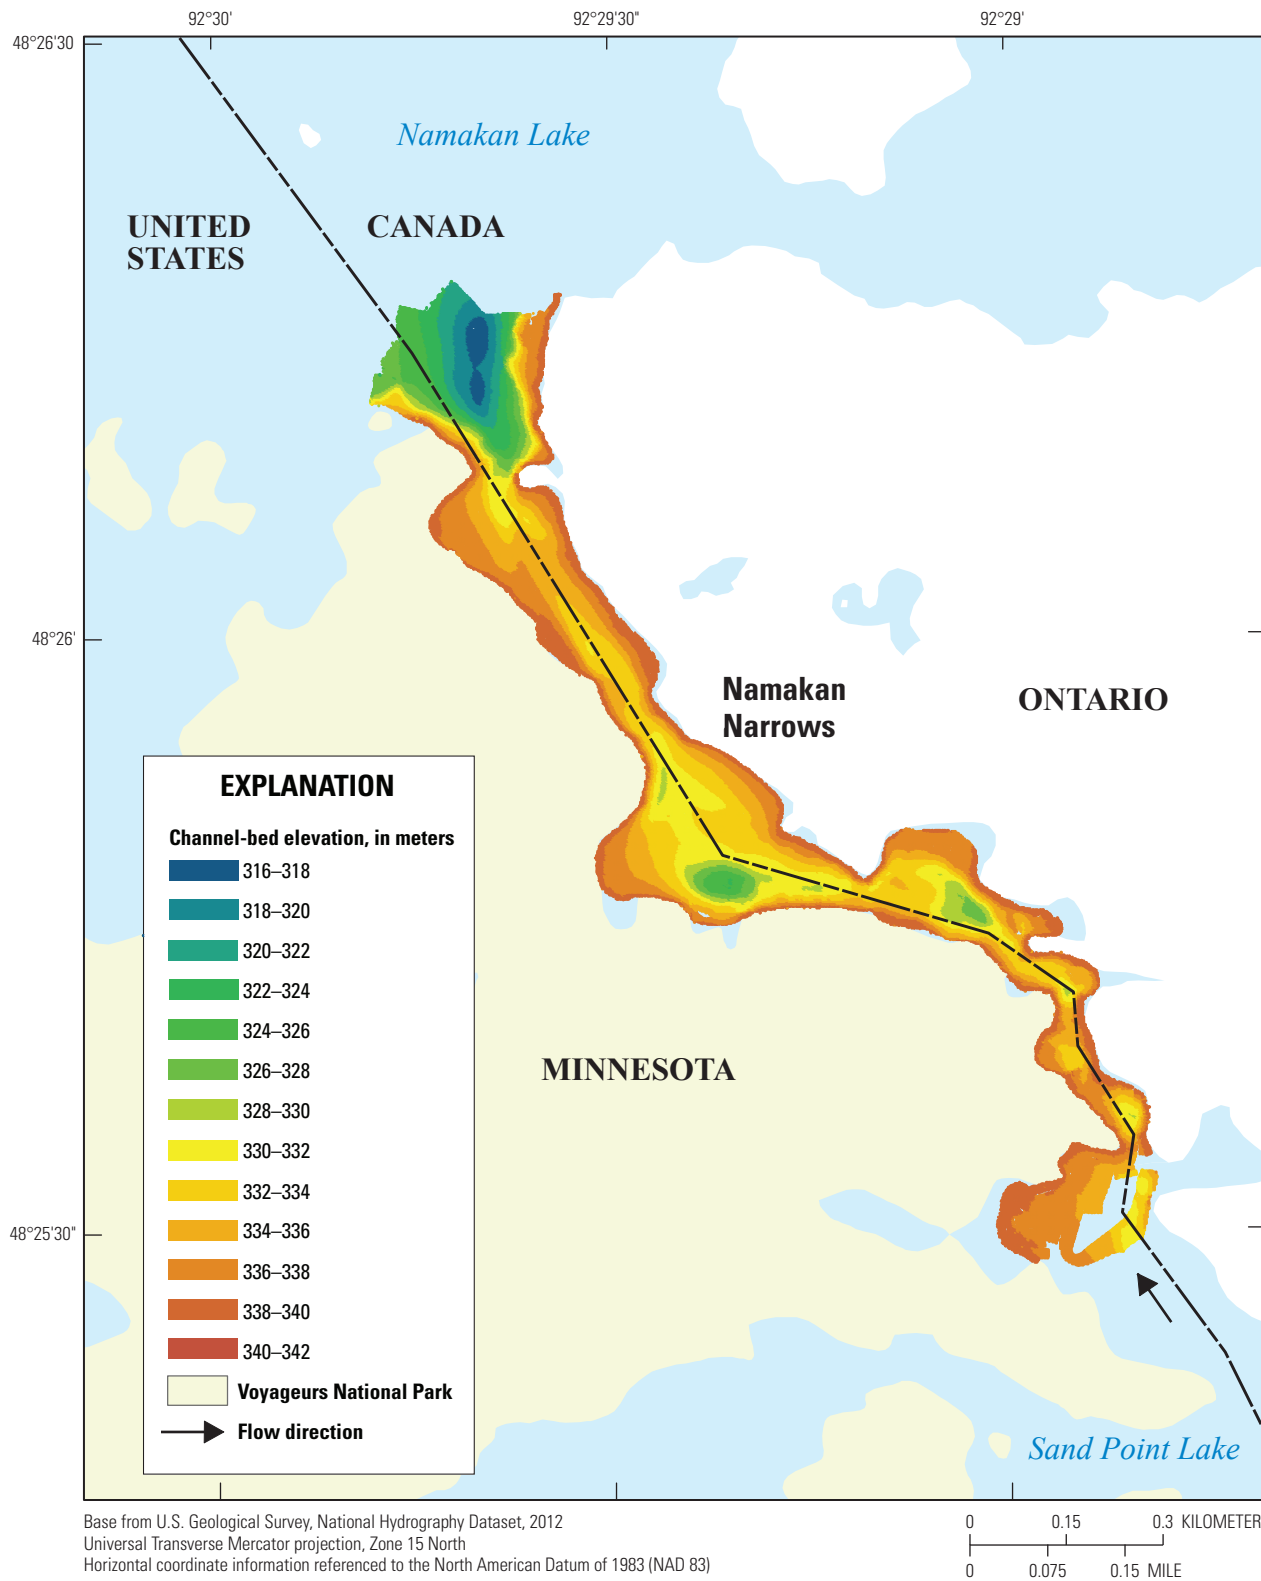 92°30'
92°29'30"
92°29'
48°26'30
Namakan Lake
UNITED
STATES
CANADA
48°26'
Namakan
Narrows
ONTARIO
EXPLANATION
Channel-bed elevation, in meters
316–318
318–320
320–322
322–324
324–326
326–328
328–330
330–332
332–334
334–336
336–338
338–340
340–342
Voyageurs National Park
Flow direction
MINNESOTA
48°25'30"
Sand Point Lake
Base from U.S. Geological Survey, National Hydrography Dataset, 2012
Universal Transverse Mercator projection, Zone 15 North
Horizontal coordinate information referenced to the North American Datum of 1983 (NAD 83)
0 0.15 0.3 KILOMETER
0 0.075 0.15 MILE